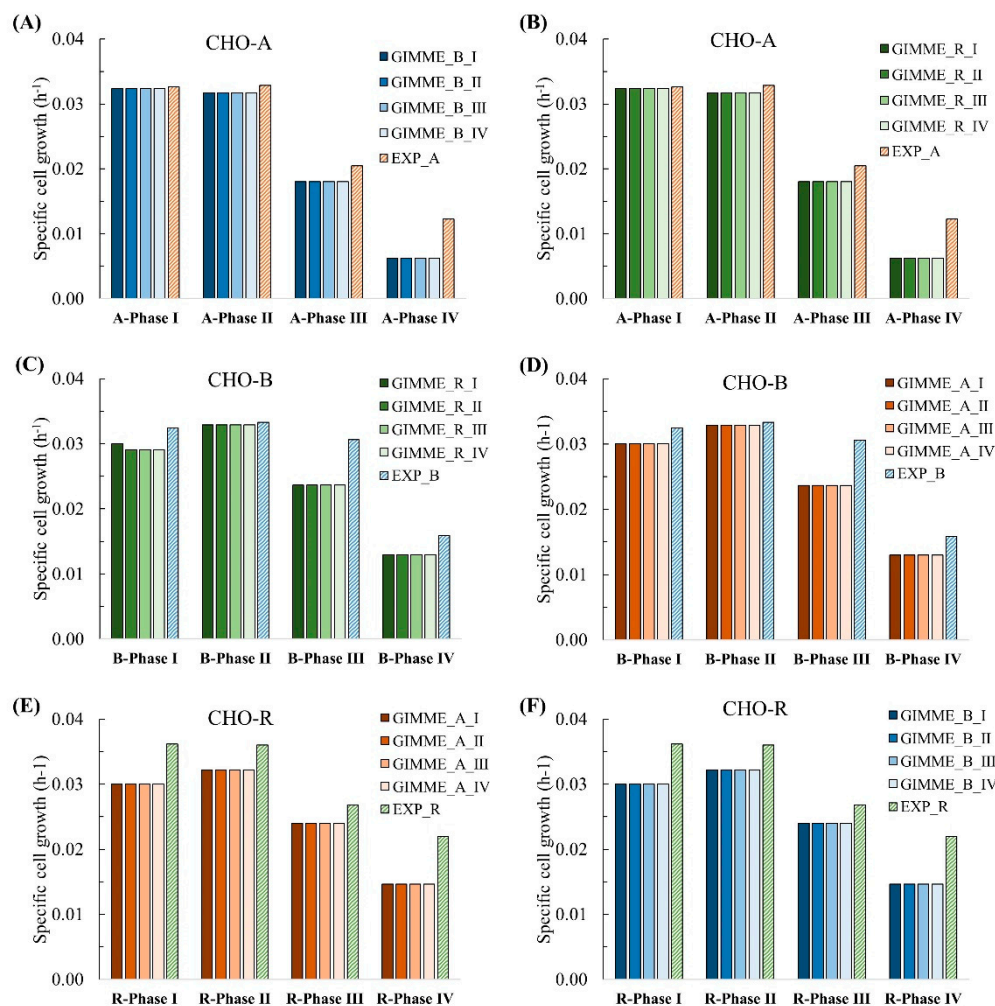 (A)
CHO-A
Specific cell growth (h⁻¹)
0.04
0.03
0.02
0.01
0.00
GIMME_B_I
GIMME_B_II
GIMME_B_III
GIMME_B_IV
EXP_A
A-Phase I A-Phase II A-Phase III A-Phase IV
(B)
CHO-A
Specific cell growth (h⁻¹)
0.04
0.03
0.02
0.01
0.00
GIMME_R_I
GIMME_R_II
GIMME_R_III
GIMME_R_IV
EXP_A
A-Phase I A-Phase II A-Phase III A-Phase IV
(C)
CHO-B
Specific cell growth (h⁻¹)
0.04
0.03
0.02
0.01
0.00
GIMME_R_I
GIMME_R_II
GIMME_R_III
GIMME_R_IV
EXP_B
B-Phase I B-Phase II B-Phase III B-Phase IV
(D)
CHO-B
Specific cell growth (h-1)
0.04
0.03
0.02
0.01
0.00
GIMME_A_I
GIMME_A_II
GIMME_A_III
GIMME_A_IV
EXP_B
B-Phase I B-Phase II B-Phase III B-Phase IV
(E)
CHO-R
Specific cell growth (h-1)
0.04
0.03
0.02
0.01
0.00
GIMME_A_I
GIMME_A_II
GIMME_A_III
GIMME_A_IV
EXP_R
R-Phase I R-Phase II R-Phase III R-Phase IV
(F)
CHO-R
Specific cell growth (h-1)
0.04
0.03
0.02
0.01
0.00
GIMME_B_I
GIMME_B_II
GIMME_B_III
GIMME_B_IV
EXP_R
R-Phase I R-Phase II R-Phase III R-Phase IV